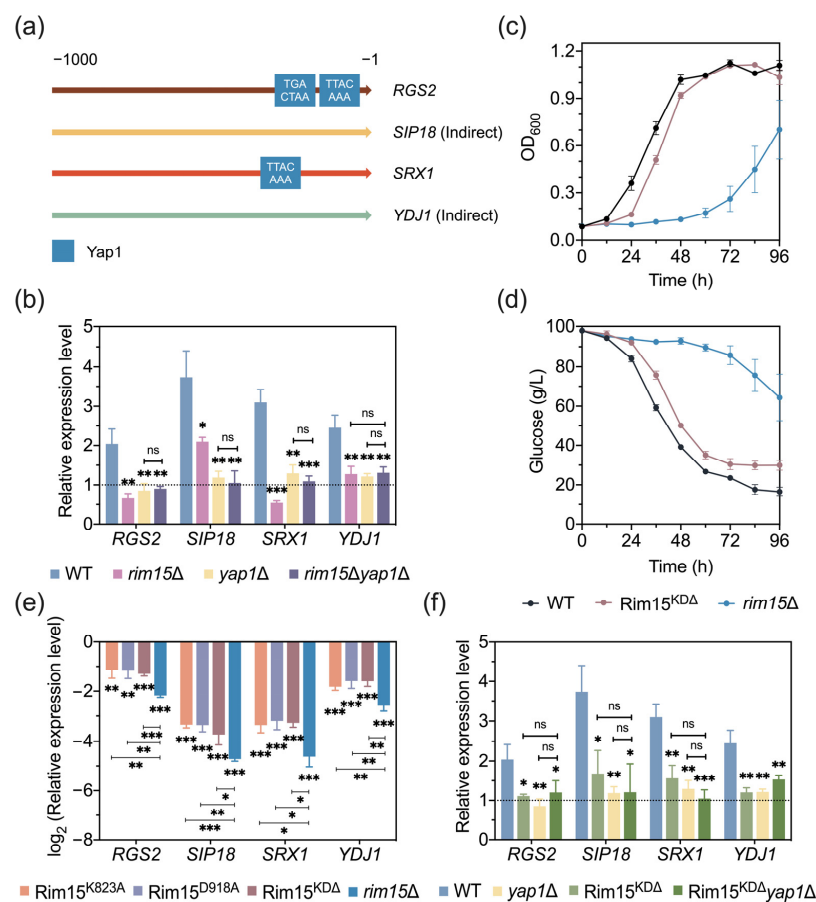 (a)
−1000
−1
TGA
CTAA
TTAC
AAA
RGS2
SIP18 (Indirect)
TTAC
AAA
SRX1
YDJ1 (Indirect)
Yap1
(b)
Relative expression level
5
4
3
2
1
0
**
**
**
ns
*
**
**
ns
***
**
***
ns
**
**
**
ns
ns
RGS2
SIP18
SRX1
YDJ1
WT
rim15Δ
yap1Δ
rim15Δyap1Δ
(c)
OD600
1.2
0.9
0.6
0.3
0.0
0
24
48
72
96
Time (h)
(d)
Glucose (g/L)
100
80
60
40
20
0
0
24
48
72
96
Time (h)
WT
Rim15KDΔ
rim15Δ
(e)
log2 (Relative expression level)
0
−2
−4
−6
−8
**
**
***
***
***
**
**
***
***
***
***
*
**
***
***
***
***
***
*
*
*
***
***
***
***
**
**
**
RGS2
SIP18
SRX1
YDJ1
Rim15K823A
Rim15D918A
Rim15KDΔ
rim15Δ
(f)
Relative expression level
5
4
3
2
1
0
*
**
*
ns
ns
*
**
*
ns
ns
**
**
***
ns
ns
**
**
**
RGS2
SIP18
SRX1
YDJ1
WT
yap1Δ
Rim15KDΔ
Rim15KDΔyap1Δ